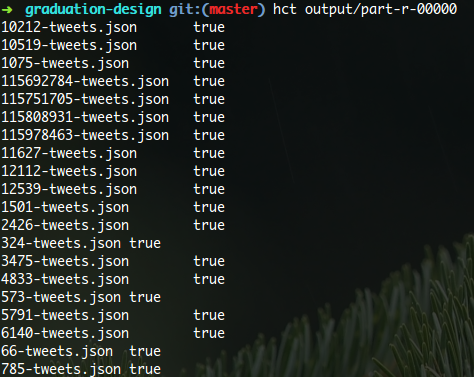 ➜  graduation-design git:(master) hct output/part-r-00000
10212-tweets.json       true
10519-tweets.json       true
1075-tweets.json        true
115692784-tweets.json   true
115751705-tweets.json   true
115808931-tweets.json   true
115978463-tweets.json   true
11627-tweets.json       true
12112-tweets.json       true
12539-tweets.json       true
1501-tweets.json        true
2426-tweets.json        true
324-tweets.json true
3475-tweets.json        true
4833-tweets.json        true
573-tweets.json true
5791-tweets.json        true
6140-tweets.json        true
66-tweets.json  true
785-tweets.json true